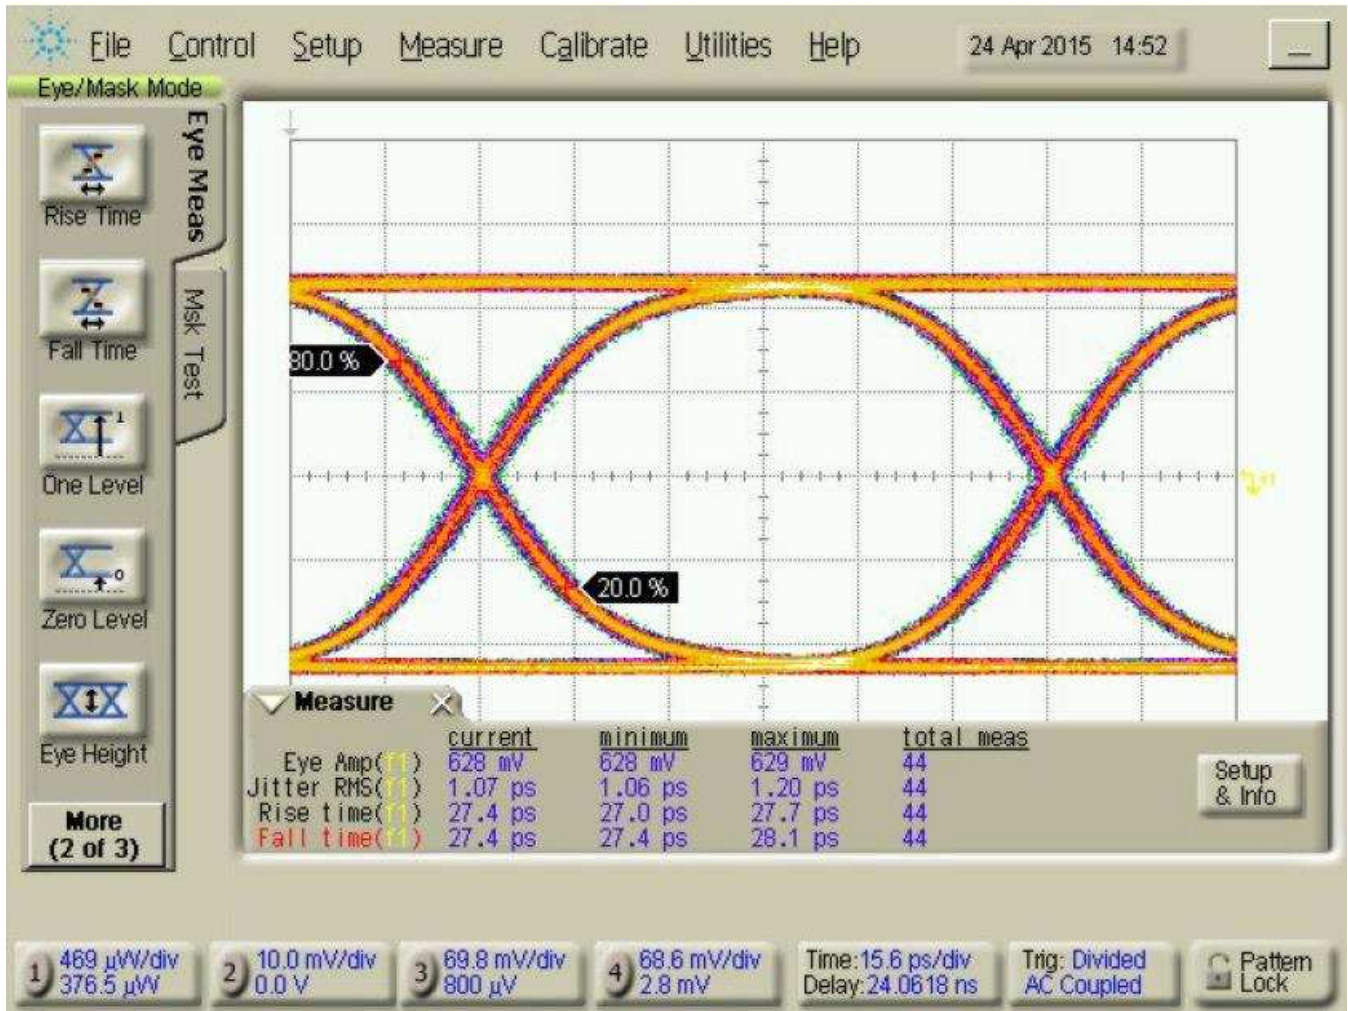 File Control Setup Measure Calibrate Utilities Help 24 Apr 2015 14:52
Eye/Mask Mode
Eye Meas
Msk Test
Rise Time
Fall Time
1
One Level
0
Zero Level
Eye Height
More
(2 of 3)
80.0 %
20.0 %
Measure
current minimum maximum total meas
Eye Amp(f1) 628 mV 628 mV 629 mV 44
Jitter RMS(f1) 1.07 ps 1.06 ps 1.20 ps 44
Rise time(f1) 27.4 ps 27.0 ps 27.7 ps 44
Fall time(f1) 27.4 ps 27.4 ps 28.1 ps 44
Setup
& Info
1 469 µW/div
376.5 µW
2 10.0 mV/div
0.0 V
3 69.8 mV/div
800 µV
4 68.6 mV/div
2.8 mV
Time:15.6 ps/div
Delay:24.0618 ns
Trig: Divided
AC Coupled
Pattern
Lock